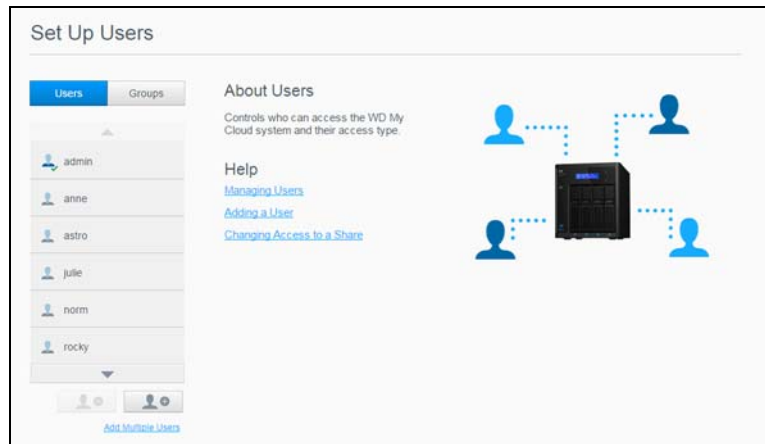 Set Up Users
Users
Groups
admin
anne
astro
julie
norm
rocky
Add Multiple Users
About Users
Controls who can access the WD My
Cloud system and their access type.
Help
Managing Users
Adding a User
Changing Access to a Share